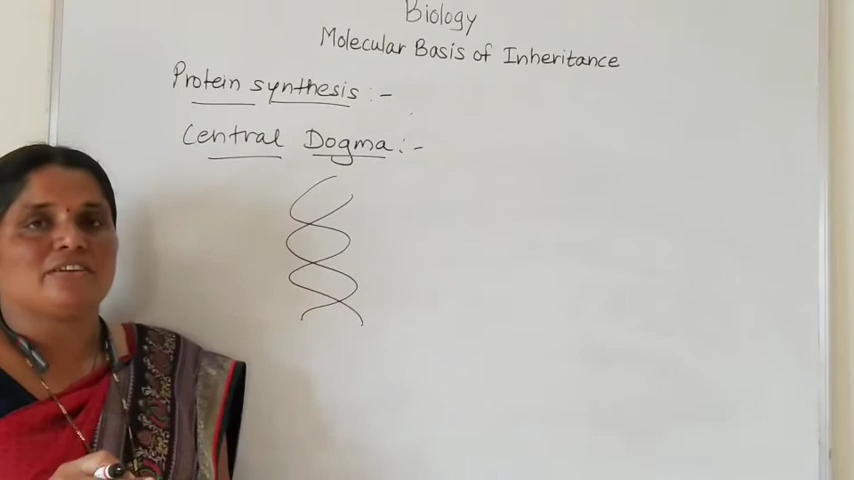 Biology
Molecular Basis of Inheritance
Protein synthesis :-
Central Dogma :-